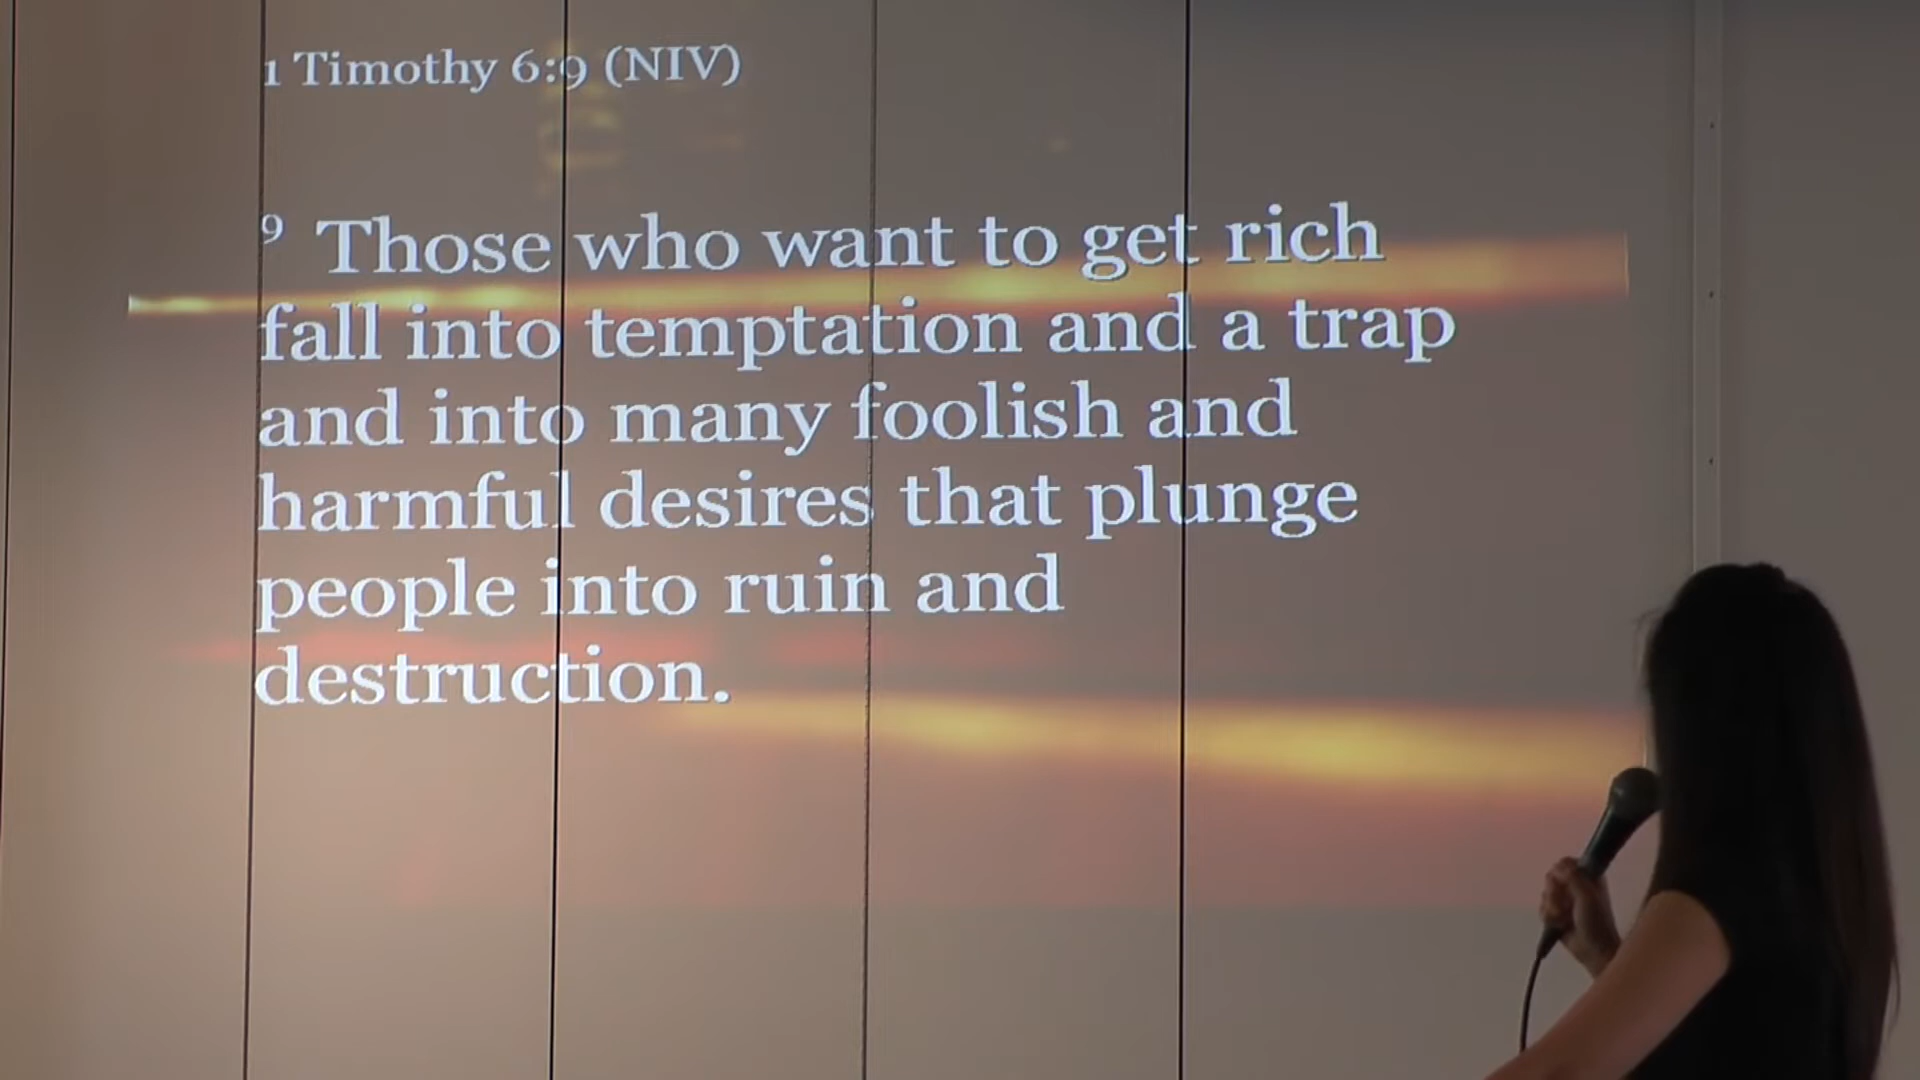 1 Timothy 6:9 (NIV)
9 Those who want to get rich
fall into temptation and a trap
and into many foolish and
harmful desires that plunge
people into ruin and
destruction.